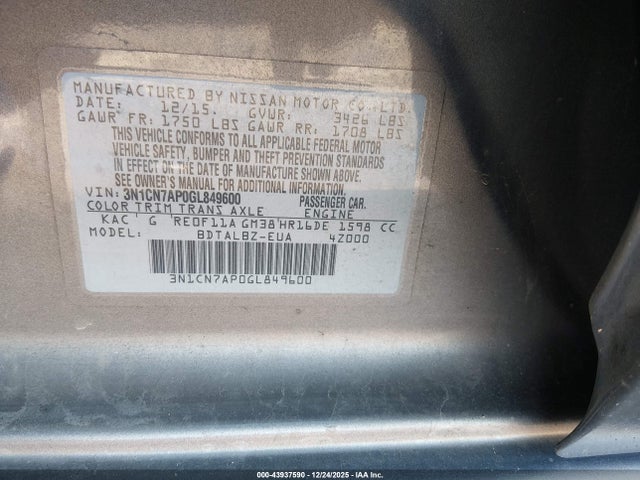 MANUFACTURED BY NISSAN MOTOR CO., LTD.
DATE: 12/15. GVWR: 3426 LBS
GAWR FR: 1750 LBS GAWR RR: 1708 LBS
THIS VEHICLE CONFORMS TO ALL APPLICABLE FEDERAL MOTOR
VEHICLE SAFETY, BUMPER AND THEFT PREVENTION STANDARDS
IN EFFECT ON THE DATE OF MANUFACTURE SHOWN ABOVE.
SEE OWNER'S MANUAL FOR ADDITIONAL INFORMATION.
VIN: 3N1CN7AP0GL849600 PASSENGER CAR.
COLOR TRIM TRANS AXLE ENGINE
KAC G RE0F11A GM38 HR16DE 1598 CC
MODEL: BDTALBZ-EUA 4Z000
3N1CN7AP0GL849600
000-43937590 - 12/24/2025 - IAA Inc.